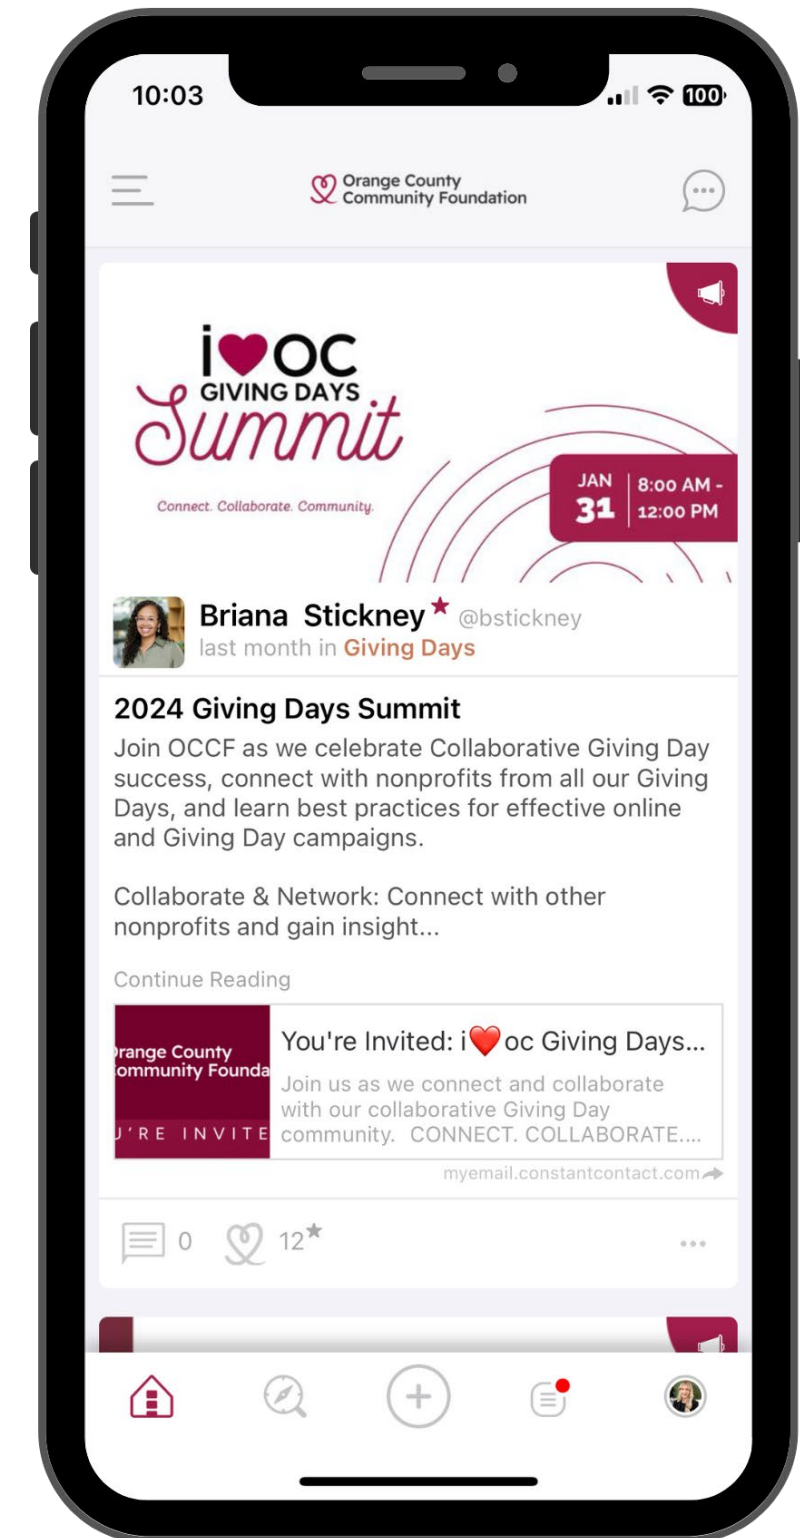 10:03
100
Orange County
Community Foundation
i♥OC
GIVING DAYS
Summit
Connect. Collaborate. Community.
JAN
31
8:00 AM -
12:00 PM
Briana Stickney★ @bstickney
last month in Giving Days
2024 Giving Days Summit
Join OCCF as we celebrate Collaborative Giving Day
success, connect with nonprofits from all our Giving
Days, and learn best practices for effective online
and Giving Day campaigns.
Collaborate & Network: Connect with other
nonprofits and gain insight...
Continue Reading
Orange County
ommunity Founda
U'RE INVITE
You're Invited: i❤️oc Giving Days...
Join us as we connect and collaborate
with our collaborative Giving Day
community. CONNECT. COLLABORATE....
myemail.constantcontact.com
0
12★